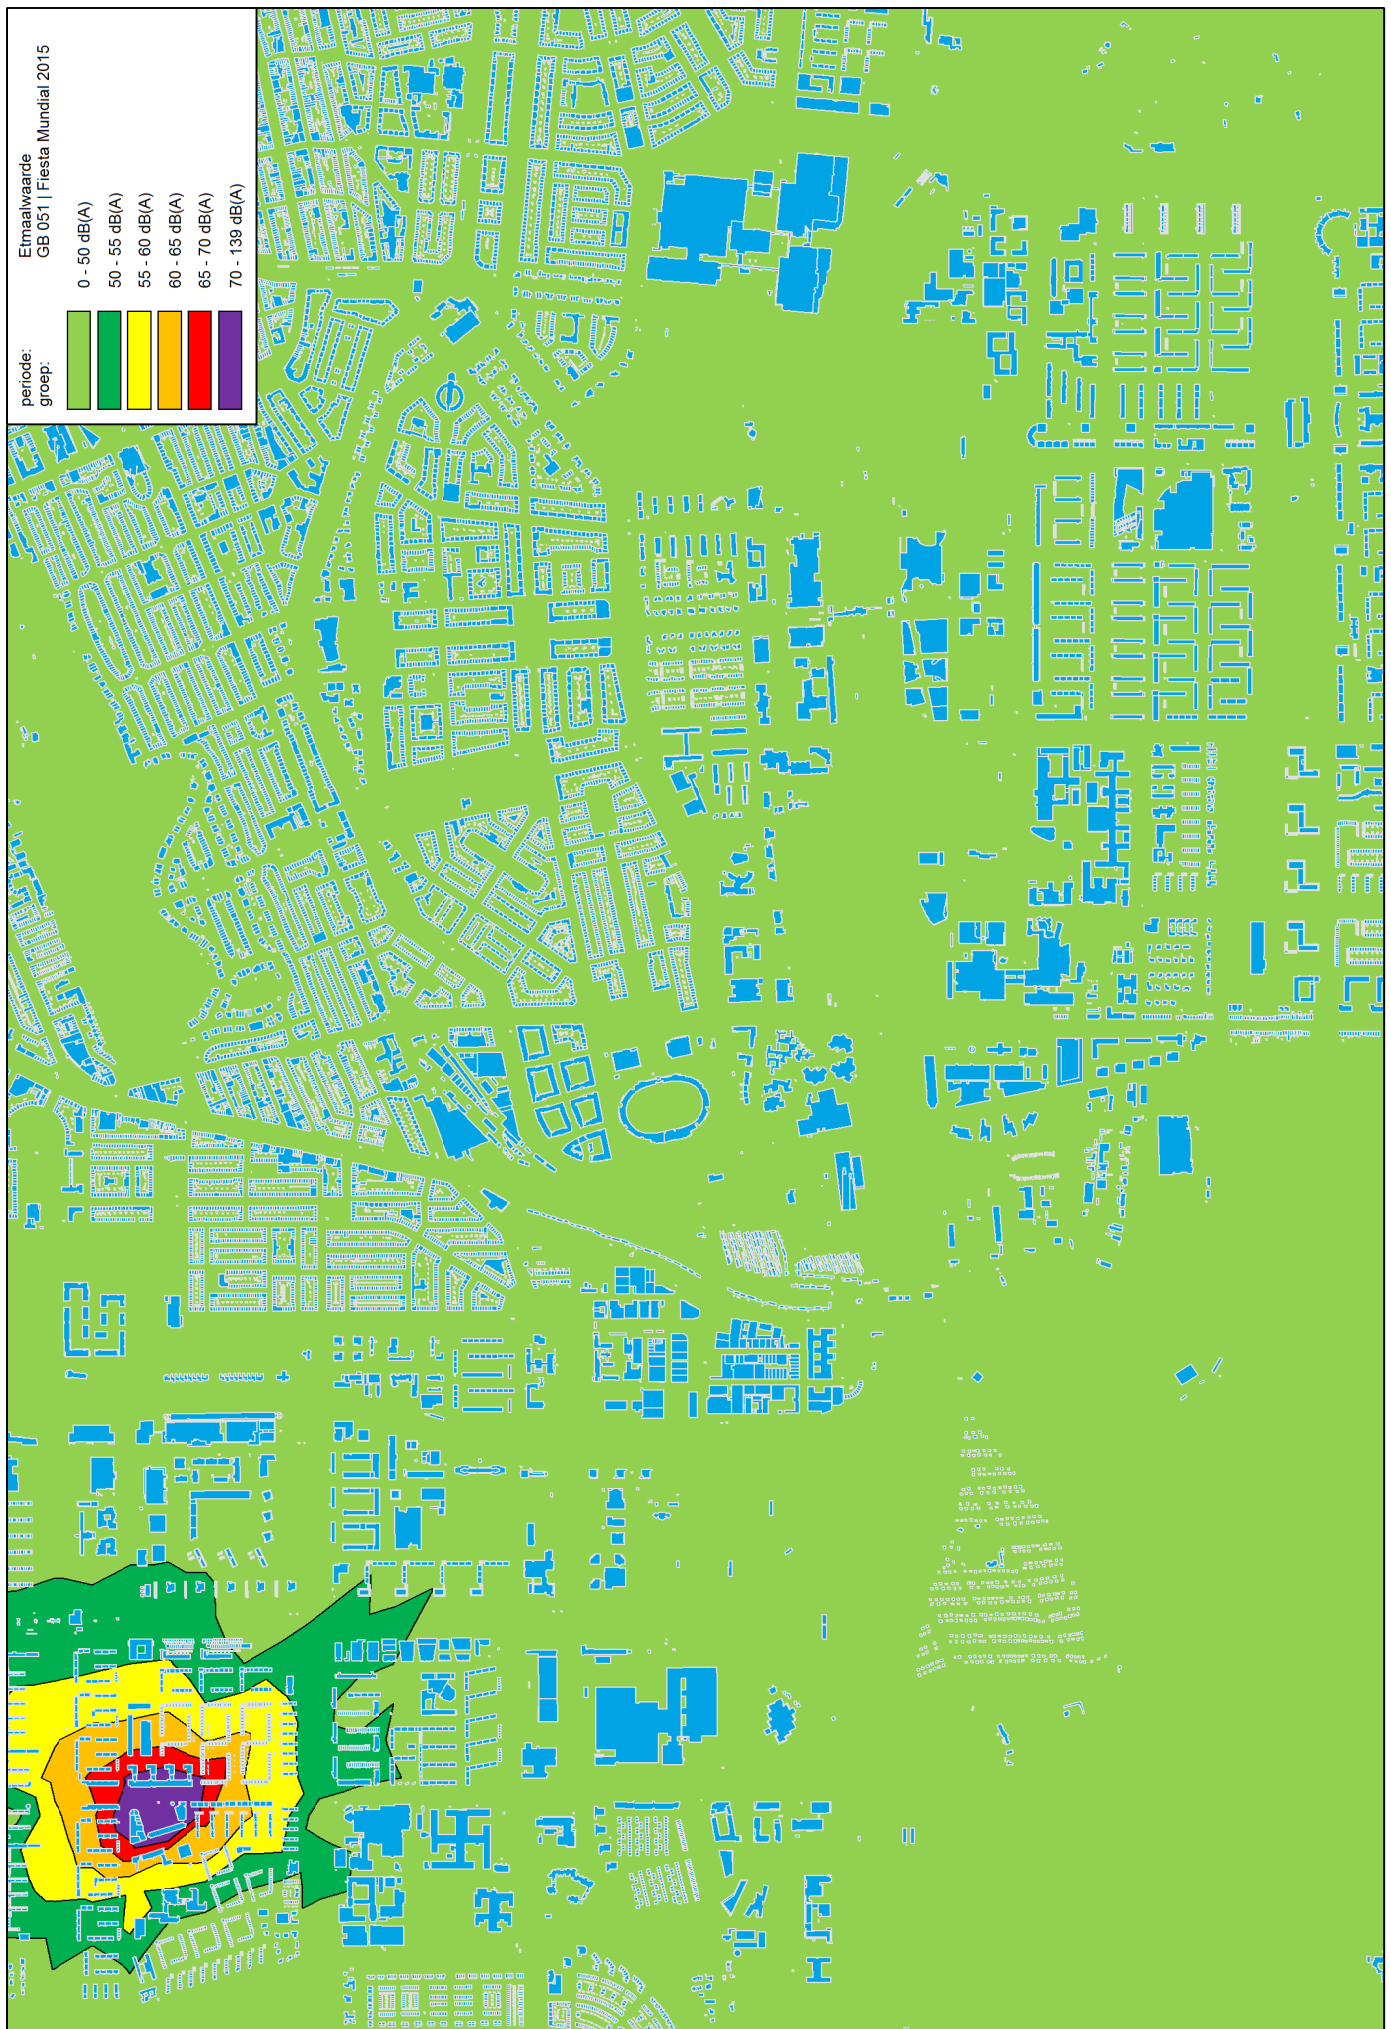 periode: Etmaalwaarde
groep: GB 051 | Fiesta Mundial 2015
0 - 50 dB(A)
50 - 55 dB(A)
55 - 60 dB(A)
60 - 65 dB(A)
65 - 70 dB(A)
70 - 139 dB(A)